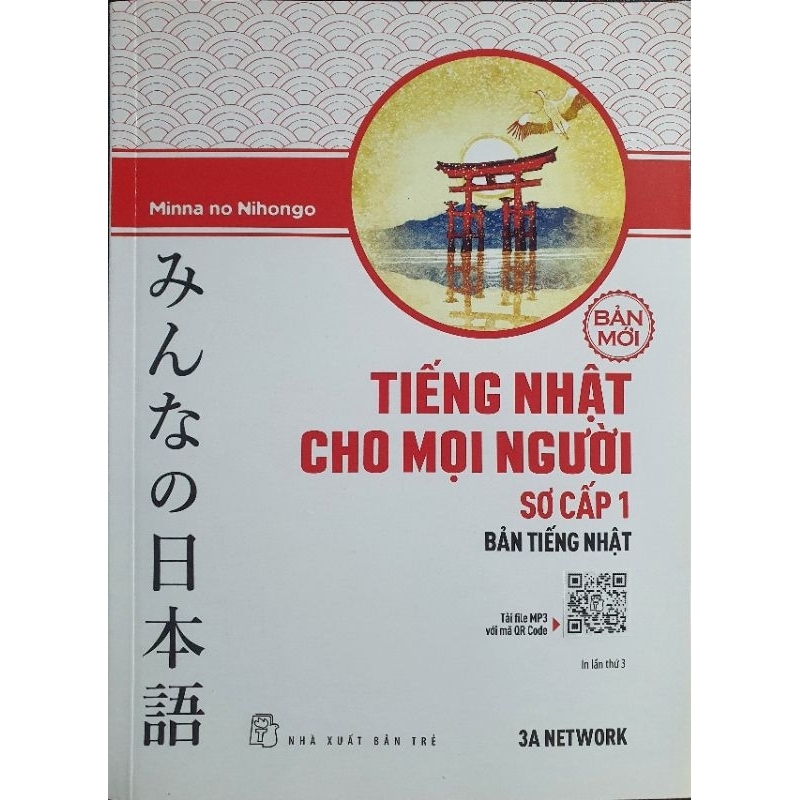 Minna no Nihongo
みんなの日本語
BẢN
MỚI
TIẾNG NHẬT
CHO MỌI NGƯỜI
SƠ CẤP 1
BẢN TIẾNG NHẬT
Tải file MP3
với mã QR Code
In lần thứ 3
NHÀ XUẤT BẢN TRẺ
3A NETWORK